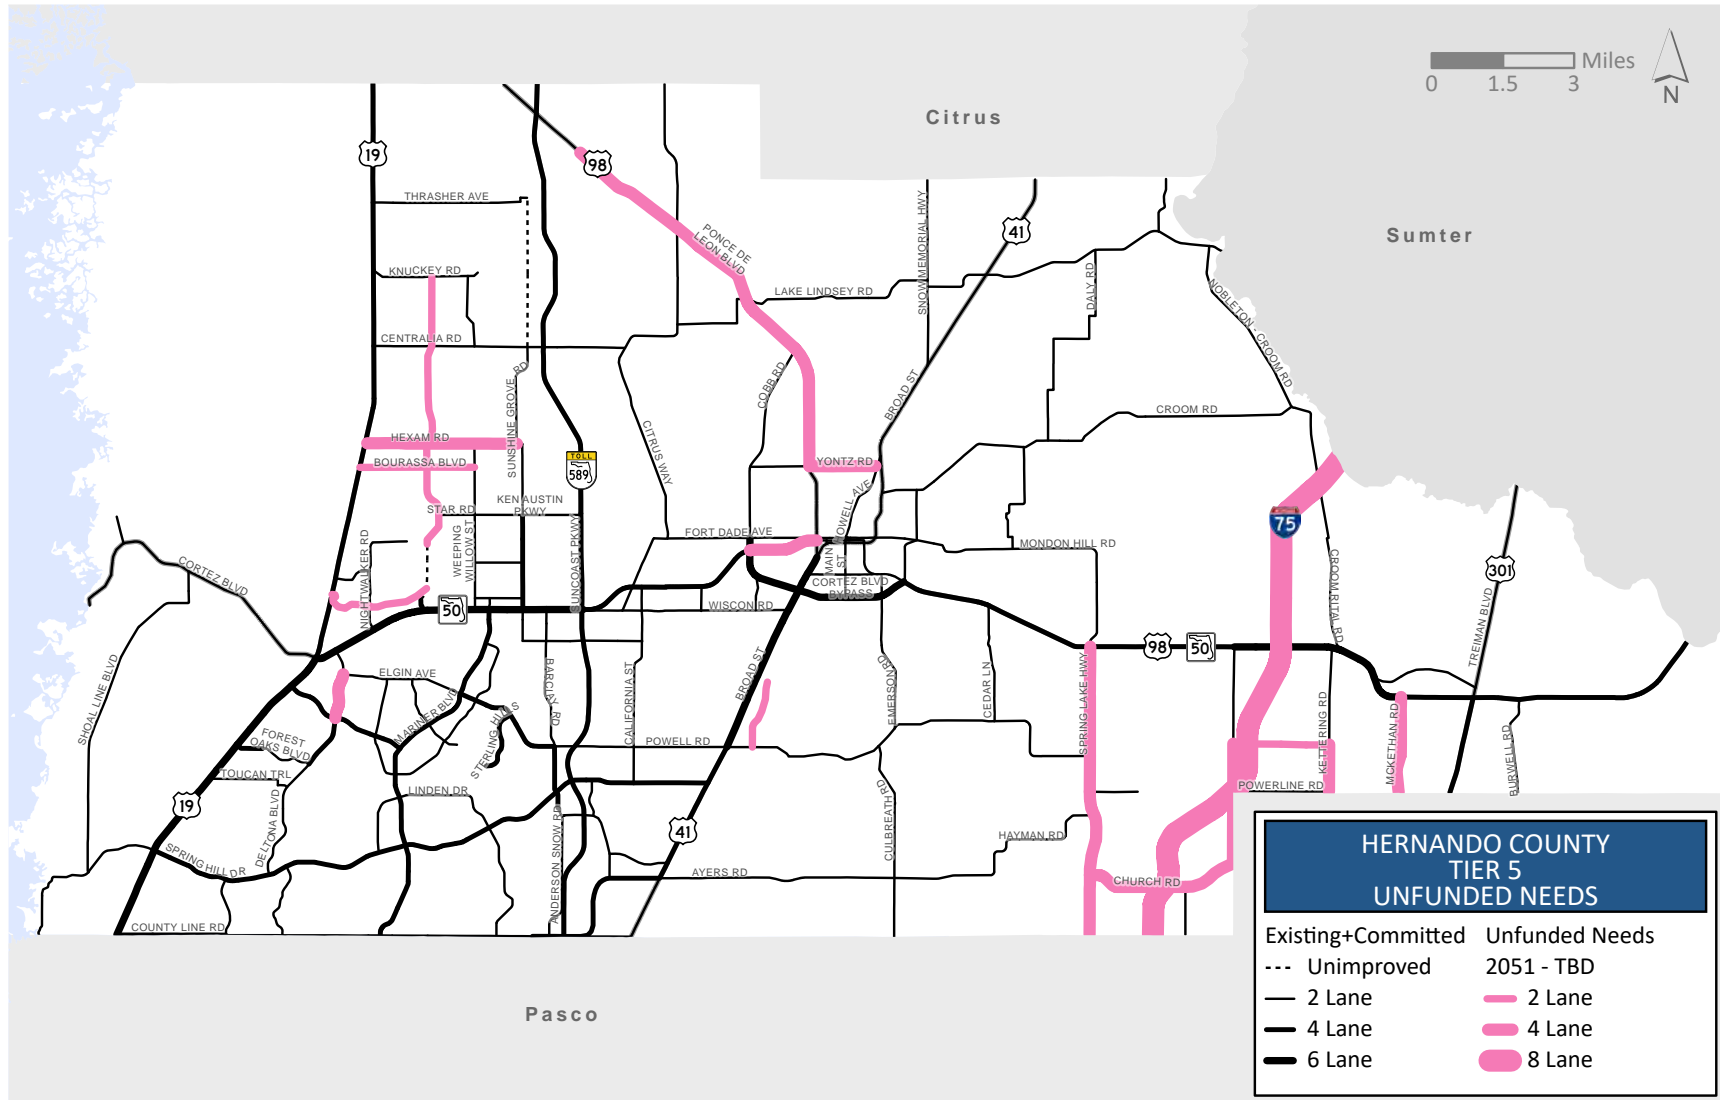 Miles
0 1.5 3
N
Citrus
Sumter
Pasco
19
98
41
THRASHER AVE
PONCE DE
LEON BLVD
SNOW MEMORIAL HWY
KNUCKEY RD
LAKE LINDSEY RD
DALY RD
NOBLETON - CROOM RD
CENTRALIA RD
SUNSHINE GROVE RD
COBB RD
BROAD ST
CROOM RD
CITRUS WAY
HEXAM RD
BOURASSA BLVD
TOLL
589
YONTZ RD
HOWELL AVE
KEN AUSTIN
PKWY
STAR RD
WEEPING
WILLOW ST
SUNCOAST PKWY
FORT DADE AVE
MAIN
ST
MONDON HILL RD
75
CROOM RITAL RD
301
TREIMAN BLVD
CORTEZ BLVD
NIGHTWALKER RD
50
WISCON RD
CORTEZ BLVD
BYPASS
98
50
SHOAL LINE BLVD
ELGIN AVE
MARINER BLVD
BARCLAY RD
CALIFORNIA ST
BROAD ST
EMERSON RD
CEDAR LN
SPRING LAKE HWY
KETTERING RD
MCKETHAN RD
BURWELL RD
FOREST
OAKS BLVD
STERLING HILLS
POWELL RD
TOUCAN TRL
LINDEN DR
POWERLINE RD
19
DELTONA BLVD
ANDERSON SNOW RD
41
CULBREATH RD
HAYMAN RD
SPRING HILL DR
AYERS RD
CHURCH RD
COUNTY LINE RD
HERNANDO COUNTY
TIER 5
UNFUNDED NEEDS
Existing+Committed Unfunded Needs
Unimproved 2051 - TBD
2 Lane 2 Lane
4 Lane 4 Lane
6 Lane 8 Lane